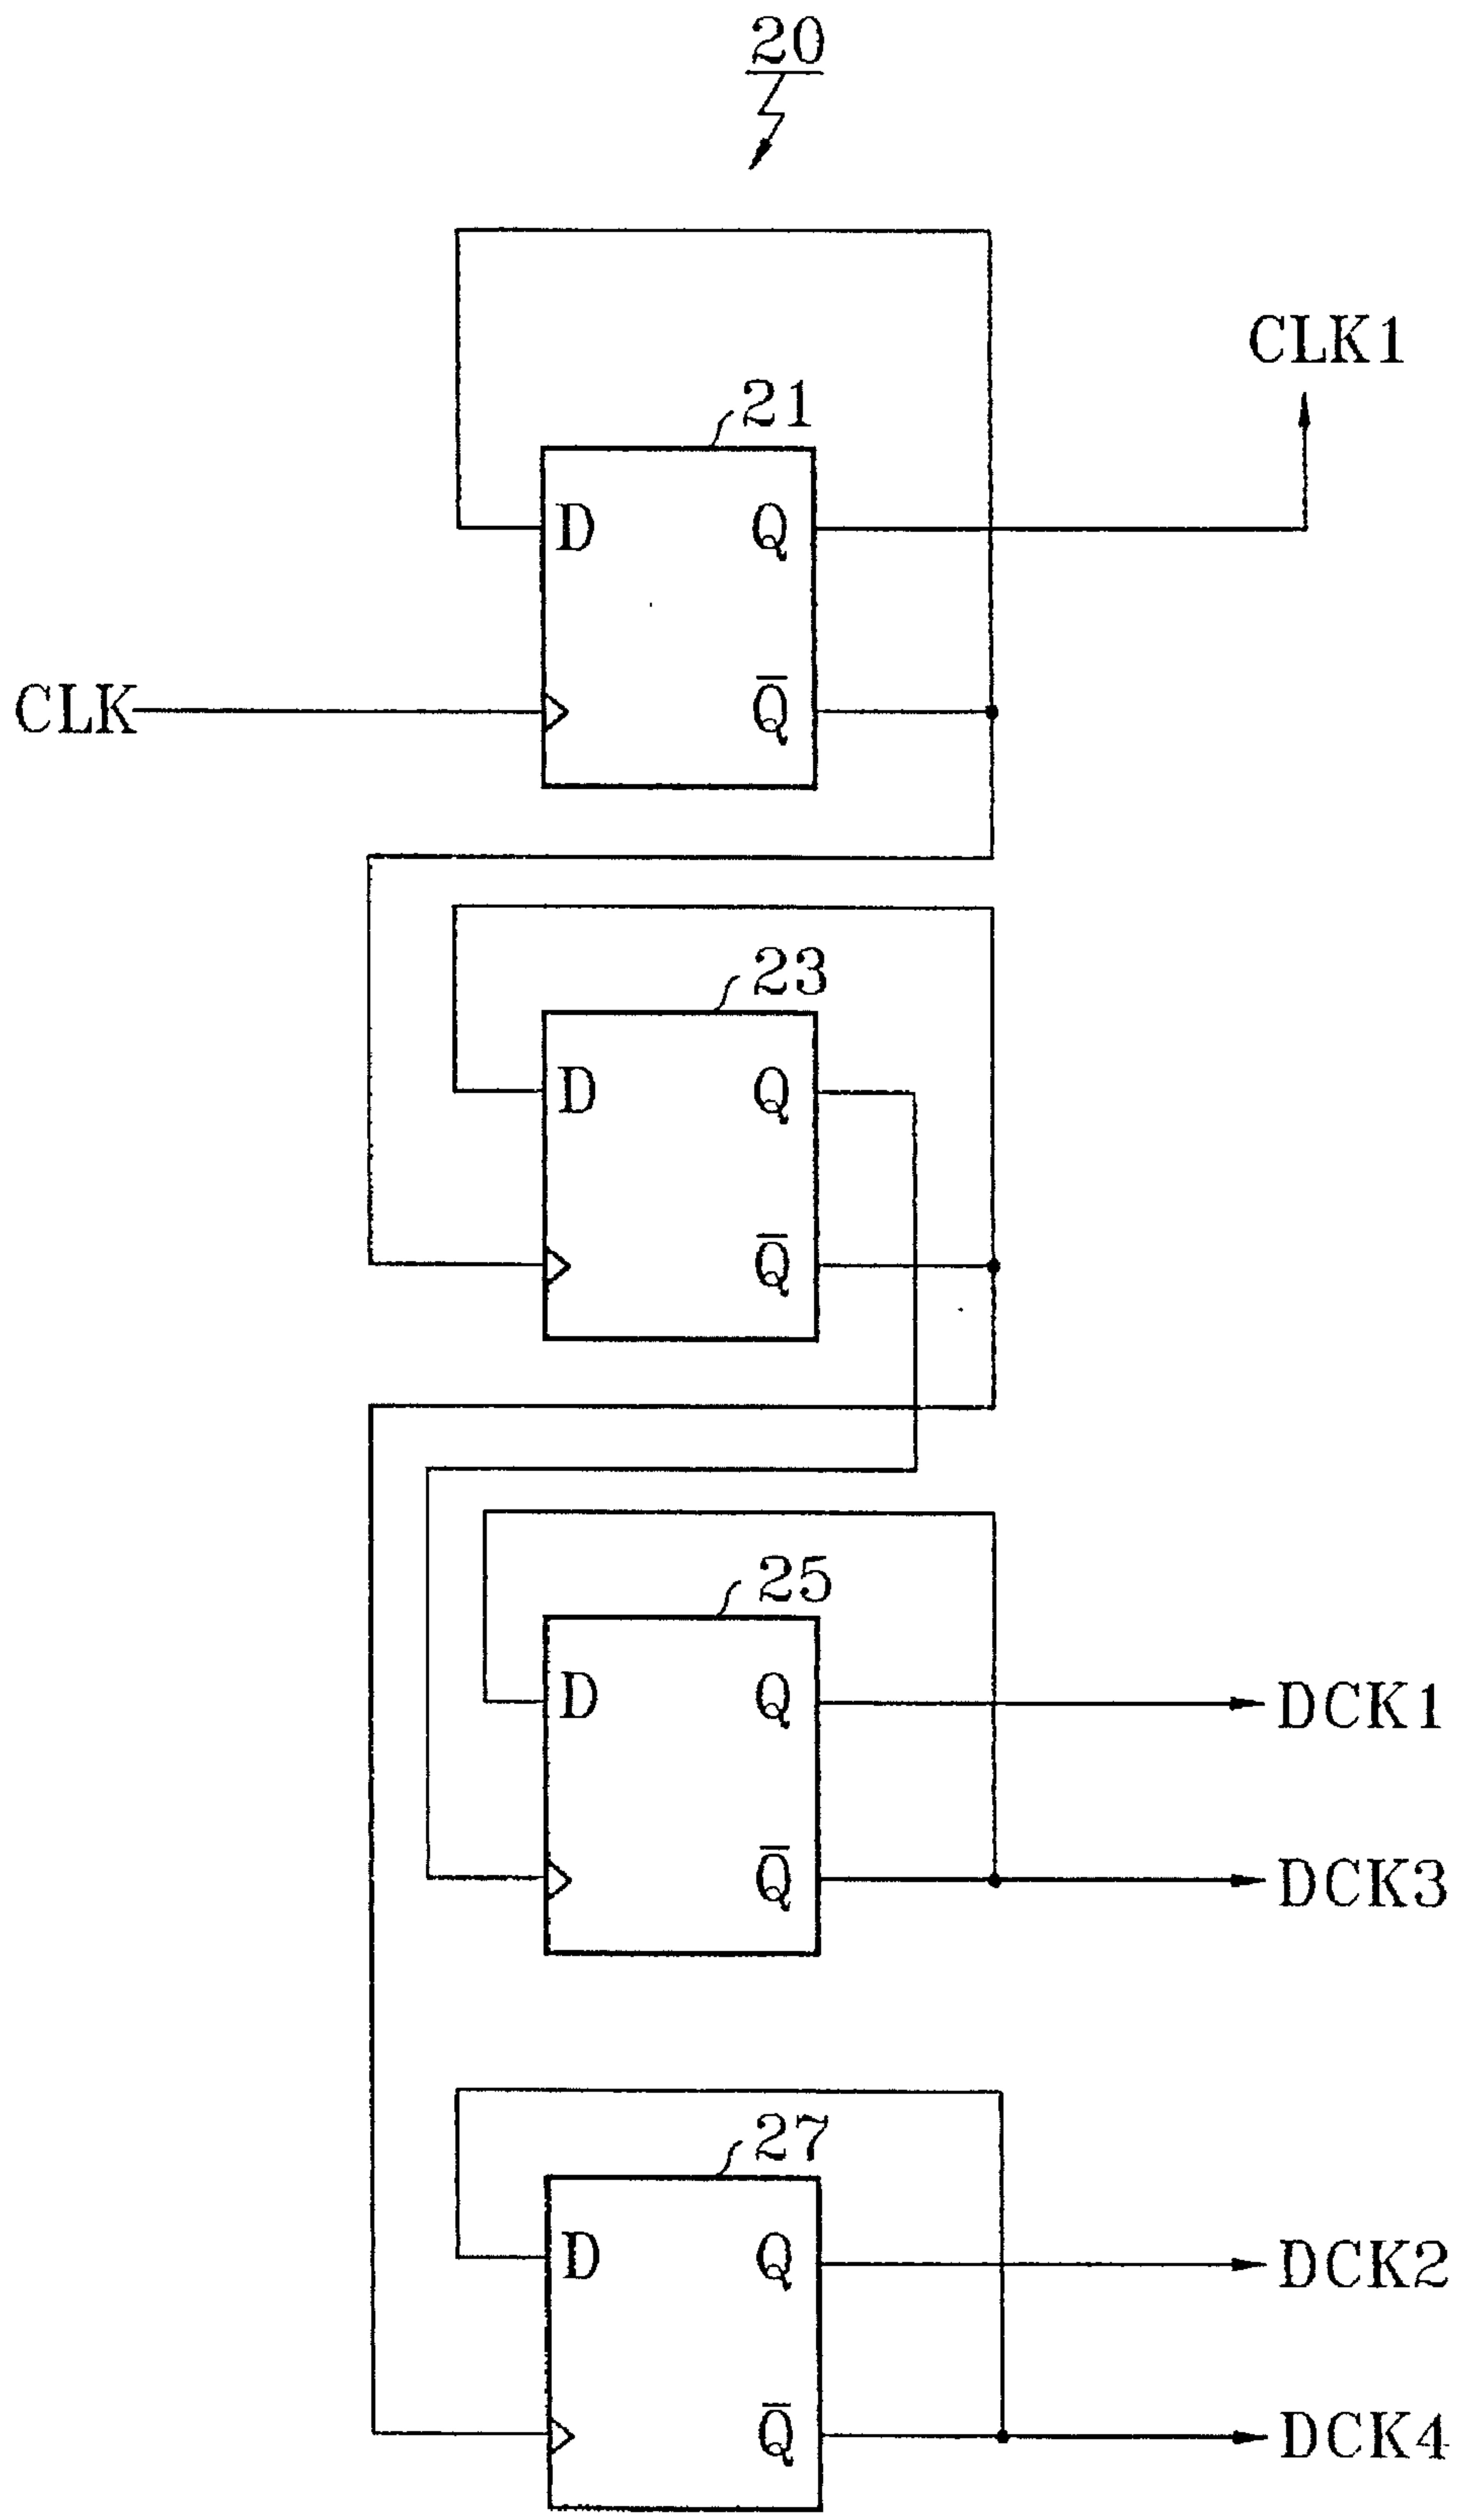 20
CLK1
21
D Q
CLK Q̅
23
D Q
Q̅
25
D Q DCK1
Q̅ DCK3
27
D Q DCK2
Q̅ DCK4